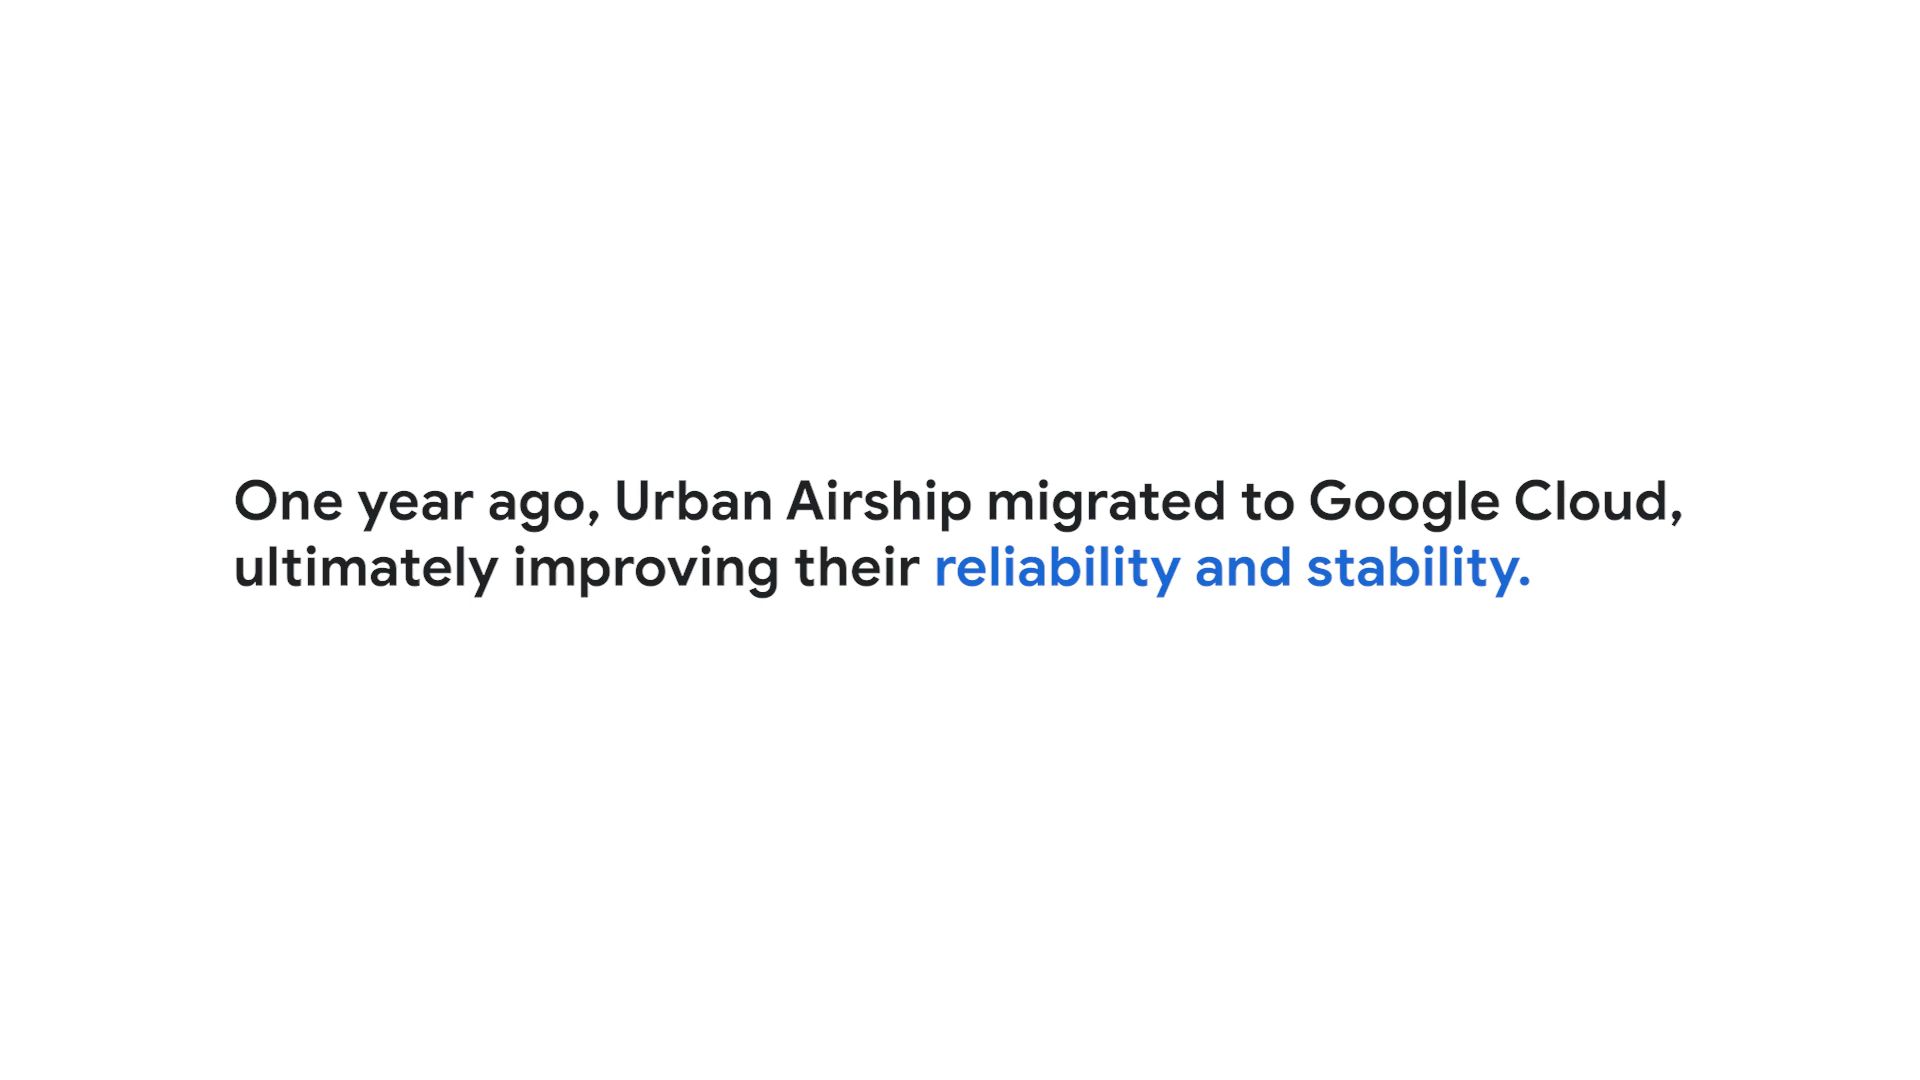 One year ago, Urban Airship migrated to Google Cloud,
ultimately improving their reliability and stability.